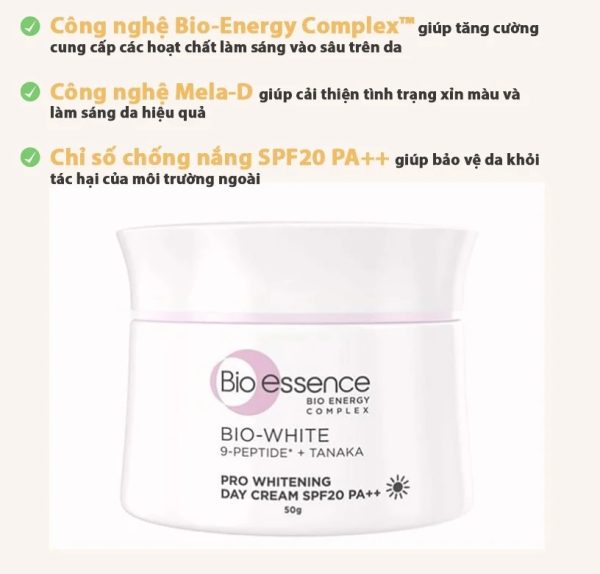 Công nghệ Bio-Energy Complex™ giúp tăng cường
cung cấp các hoạt chất làm sáng vào sâu trên da
Công nghệ Mela-D giúp cải thiện tình trạng xỉn màu và
làm sáng da hiệu quả
Chỉ số chống nắng SPF20 PA++ giúp bảo vệ da khỏi
tác hại của môi trường ngoài
Bio essence
BIO ENERGY
COMPLEX
BIO-WHITE
9-PEPTIDE* + TANAKA
PRO WHITENING
DAY CREAM SPF20 PA++
50g